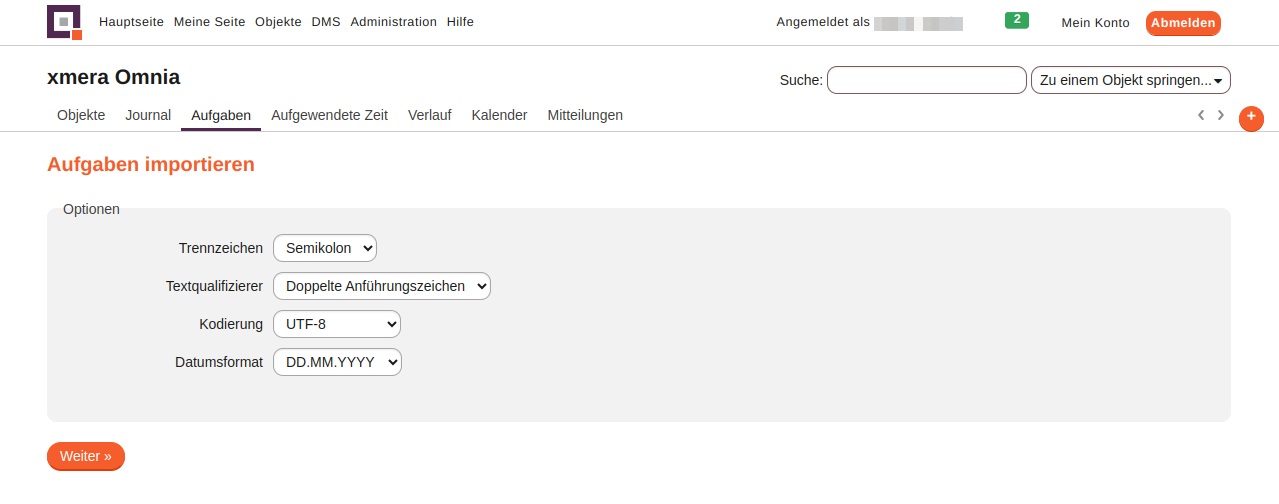 Hauptseite Meine Seite Objekte DMS Administration Hilfe Angemeldet als 2 Mein Konto Abmelden
xmera Omnia Suche: Zu einem Objekt springen...
Objekte Journal Aufgaben Aufgewendete Zeit Verlauf Kalender Mitteilungen +
Aufgaben importieren
Optionen
Trennzeichen Semikolon
Textqualifizierer Doppelte Anführungszeichen
Kodierung UTF-8
Datumsformat DD.MM.YYYY
Weiter »